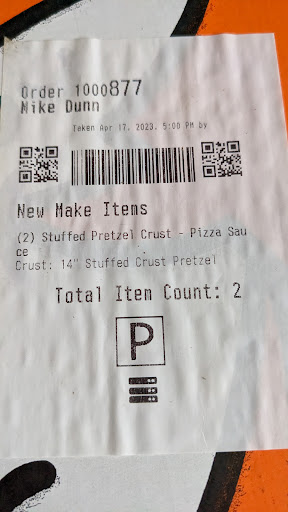 Order 1000877
Mike Dunn
Taken Apr 17, 2023, 5:00 PM by
New Make Items
(2) Stuffed Pretzel Crust - Pizza Sau
ce
Crust: 14" Stuffed Crust Pretzel
Total Item Count: 2
P